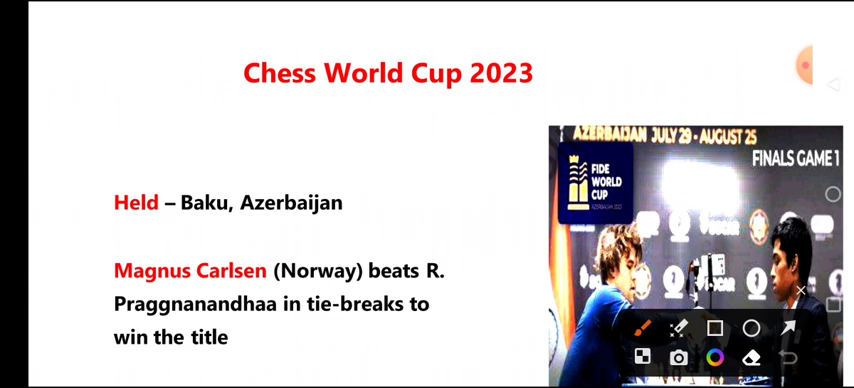 Chess World Cup 2023
AZERBAIJAN JULY 29 - AUGUST 25
FINALS GAME 1
FIDE
WORLD
CUP
Held – Baku, Azerbaijan
Magnus Carlsen (Norway) beats R.
Praggnanandhaa in tie-breaks to
win the title